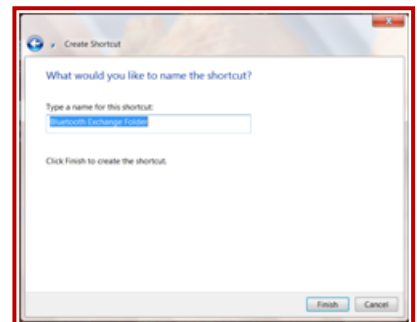 Create Shortcut
What would you like to name the shortcut?
Type a name for this shortcut:
Bluetooth Exchange Folder
Click Finish to create the shortcut.
Finish Cancel